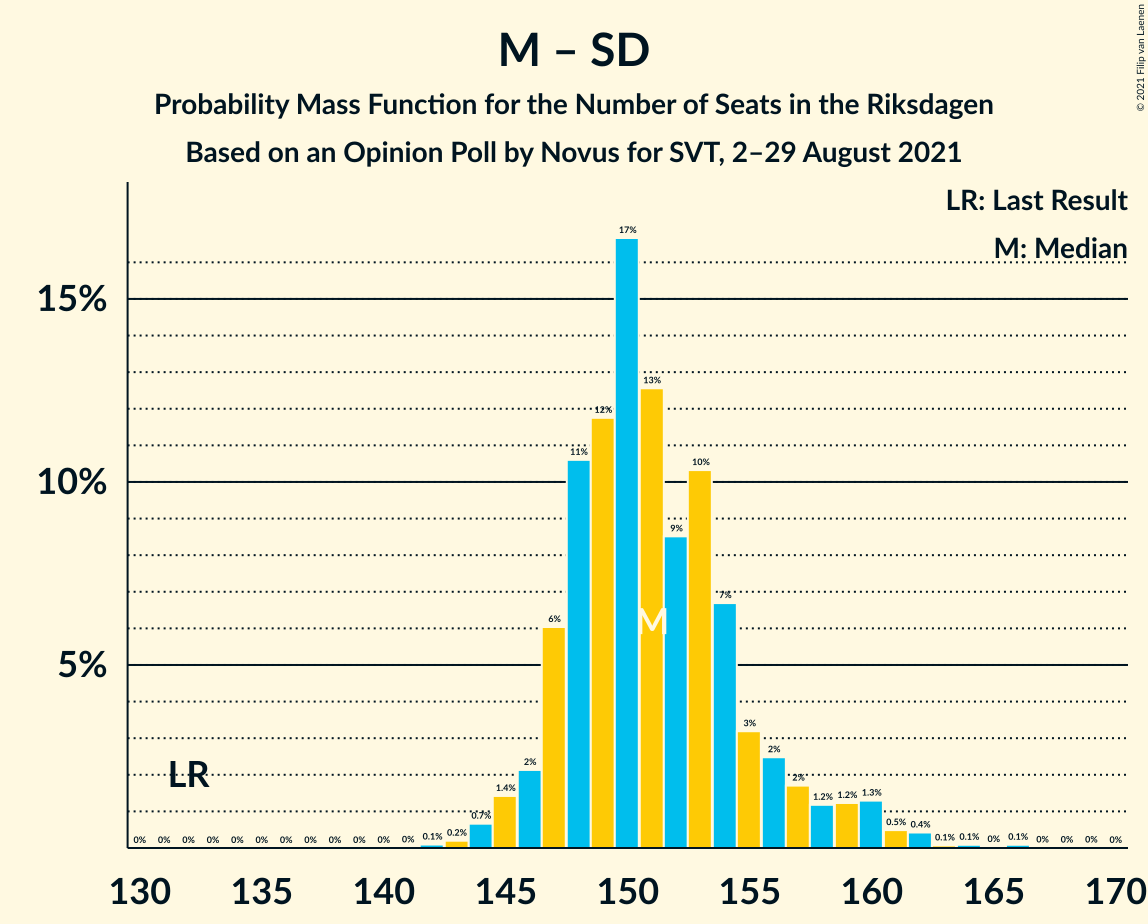 © 2021 Filip van Laenen
M – SD
Probability Mass Function for the Number of Seats in the Riksdagen
Based on an Opinion Poll by Novus for SVT, 2–29 August 2021
LR: Last Result
M: Median
15%
10%
5%
0% 0% 0% 0% 0% 0% 0% 0% 0% 0% 0% 0% 0.1% 0.2% 0.7% 1.4% 2% 6% 11% 12% 17% 13% 9% 10% 7% 3% 2% 2% 1.2% 1.2% 1.3% 0.5% 0.4% 0.1% 0.1% 0% 0.1% 0% 0% 0% 0%
M
LR
130 135 140 145 150 155 160 165 170